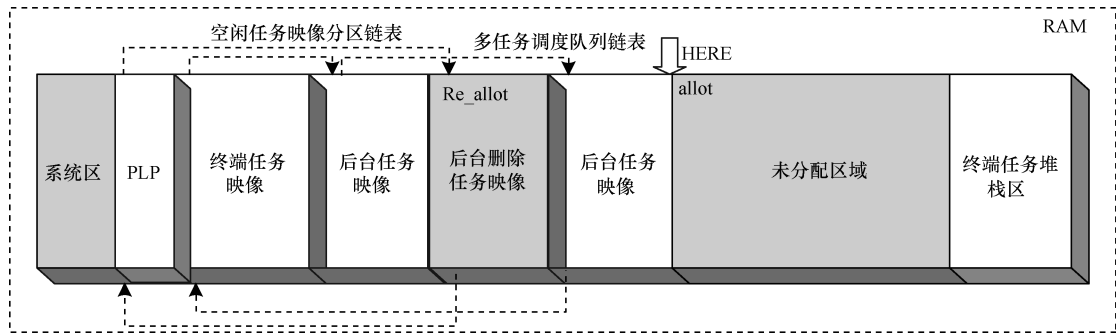 RAM
空闲任务映像分区链表
多任务调度队列链表
HERE
Re_allot
allot
系统区
PLP
终端任务
映像
后台任务
映像
后台删除
任务映像
后台任务
映像
未分配区域
终端任务堆
栈区